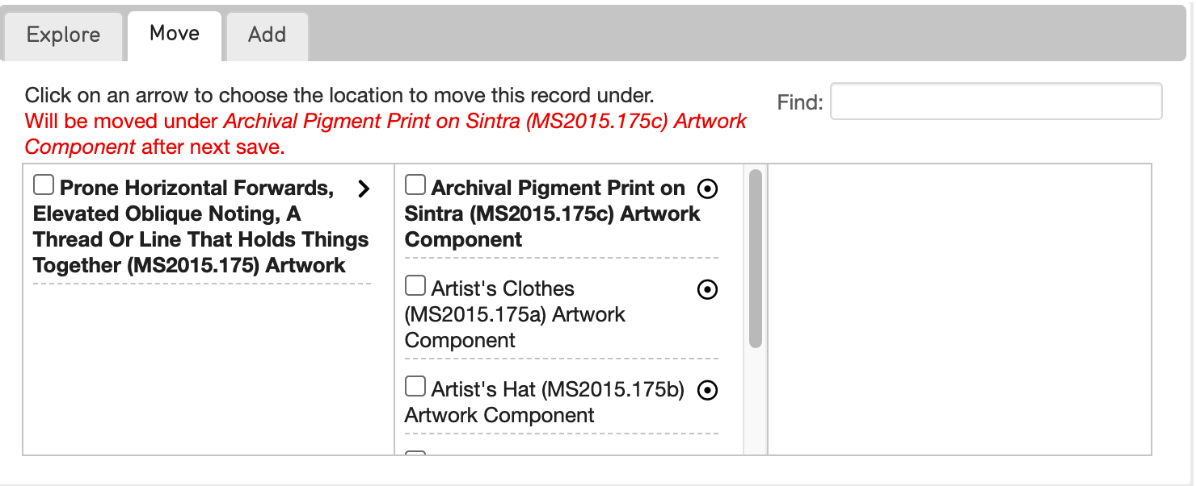 Explore
Move
Add
Click on an arrow to choose the location to move this record under.
Find:
Will be moved under Archival Pigment Print on Sintra (MS2015.175c) Artwork
Component after next save.
Prone Horizontal Forwards,
Elevated Oblique Noting, A
Thread Or Line That Holds Things
Together (MS2015.175) Artwork
Archival Pigment Print on
Sintra (MS2015.175c) Artwork
Component
Artist's Clothes
(MS2015.175a) Artwork
Component
Artist's Hat (MS2015.175b)
Artwork Component